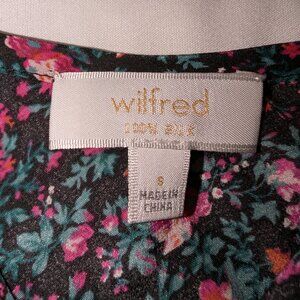 wilfred
100% SILK
S
MADE IN
CHINA